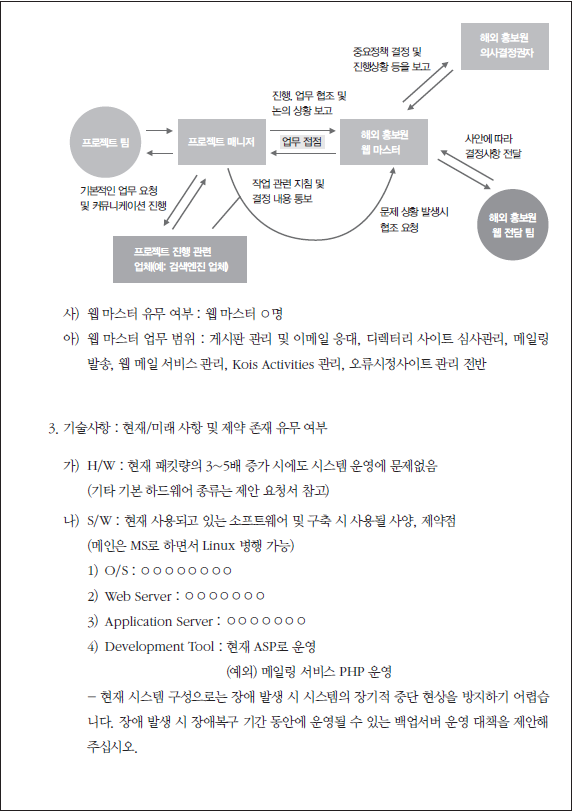 해외 홍보원
의사결정권자
중요정책 결정 및
진행상황 등을 보고
진행, 업무 협조 및
논의 상황 보고
프로젝트 팀
프로젝트 매니저
업무 접점
해외 홍보원
웹 마스터
사안에 따라
결정사항 전달
기본적인 업무 요청
및 커뮤니케이션 진행
작업 관련 지침 및
결정 내용 통보
문제 상황 발생시
협조 요청
해외 홍보원
웹 전담 팀
프로젝트 진행 관련
업체(예: 검색엔진 업체)
사) 웹 마스터 유무 여부 : 웹 마스터 ㅇ명
아) 웹 마스터 업무 범위 : 게시판 관리 및 이메일 응대, 디렉터리 사이트 심사관리, 메일링
발송, 웹 메일 서비스 관리, Kois Activities 관리, 오류시정사이트 관리 전반
3. 기술사항 : 현재/미래 사항 및 제약 존재 유무 여부
가) H/W : 현재 패킷량의 3~5배 증가 시에도 시스템 운영에 문제없음
(기타 기본 하드웨어 종류는 제안 요청서 참고)
나) S/W : 현재 사용되고 있는 소프트웨어 및 구축 시 사용될 사양, 제약점
(메인은 MS로 하면서 Linux 병행 가능)
1) O/S : ㅇㅇㅇㅇㅇㅇㅇㅇ
2) Web Server : ㅇㅇㅇㅇㅇㅇㅇ
3) Application Server : ㅇㅇㅇㅇㅇㅇㅇ
4) Development Tool : 현재 ASP로 운영
(예외) 메일링 서비스 PHP 운영
– 현재 시스템 구성으로는 장애 발생 시 시스템의 장기적 중단 현상을 방지하기 어렵습
니다. 장애 발생 시 장애복구 기간 동안에 운영될 수 있는 백업서버 운영 대책을 제안해
주십시오.